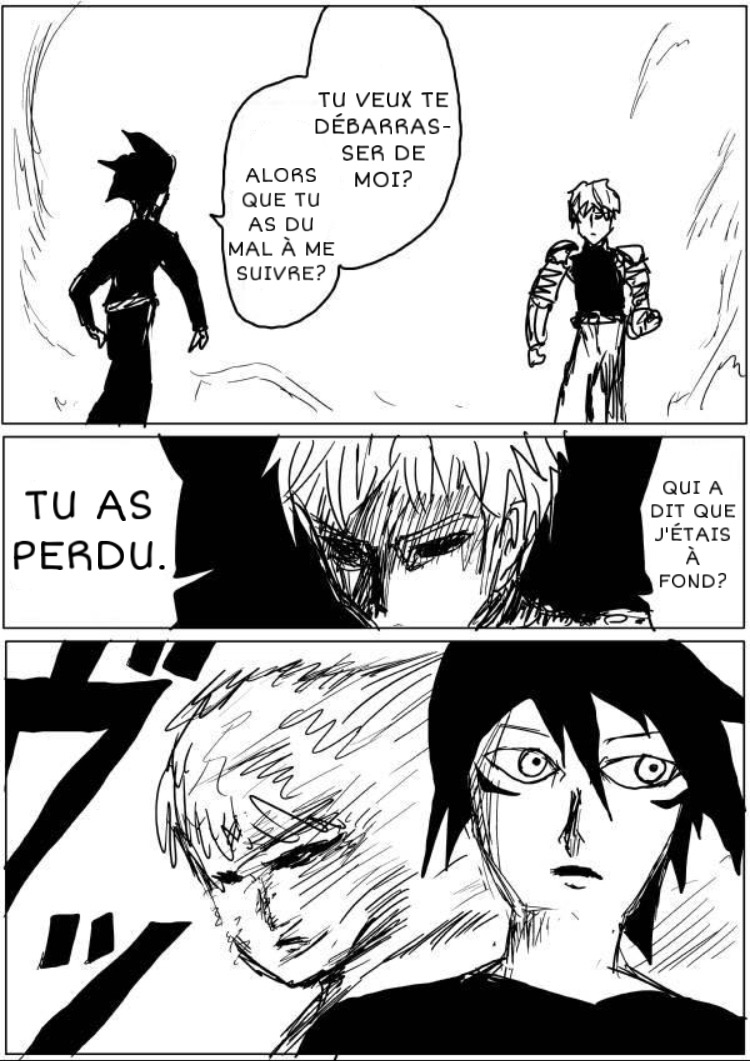 TU VEUX TE
DÉBARRAS-
SER DE
MOI?
ALORS
QUE TU
AS DU
MAL À ME
SUIVRE?
QUI A
DIT QUE
J'ÉTAIS
À
FOND?
TU AS
PERDU.
ザッ